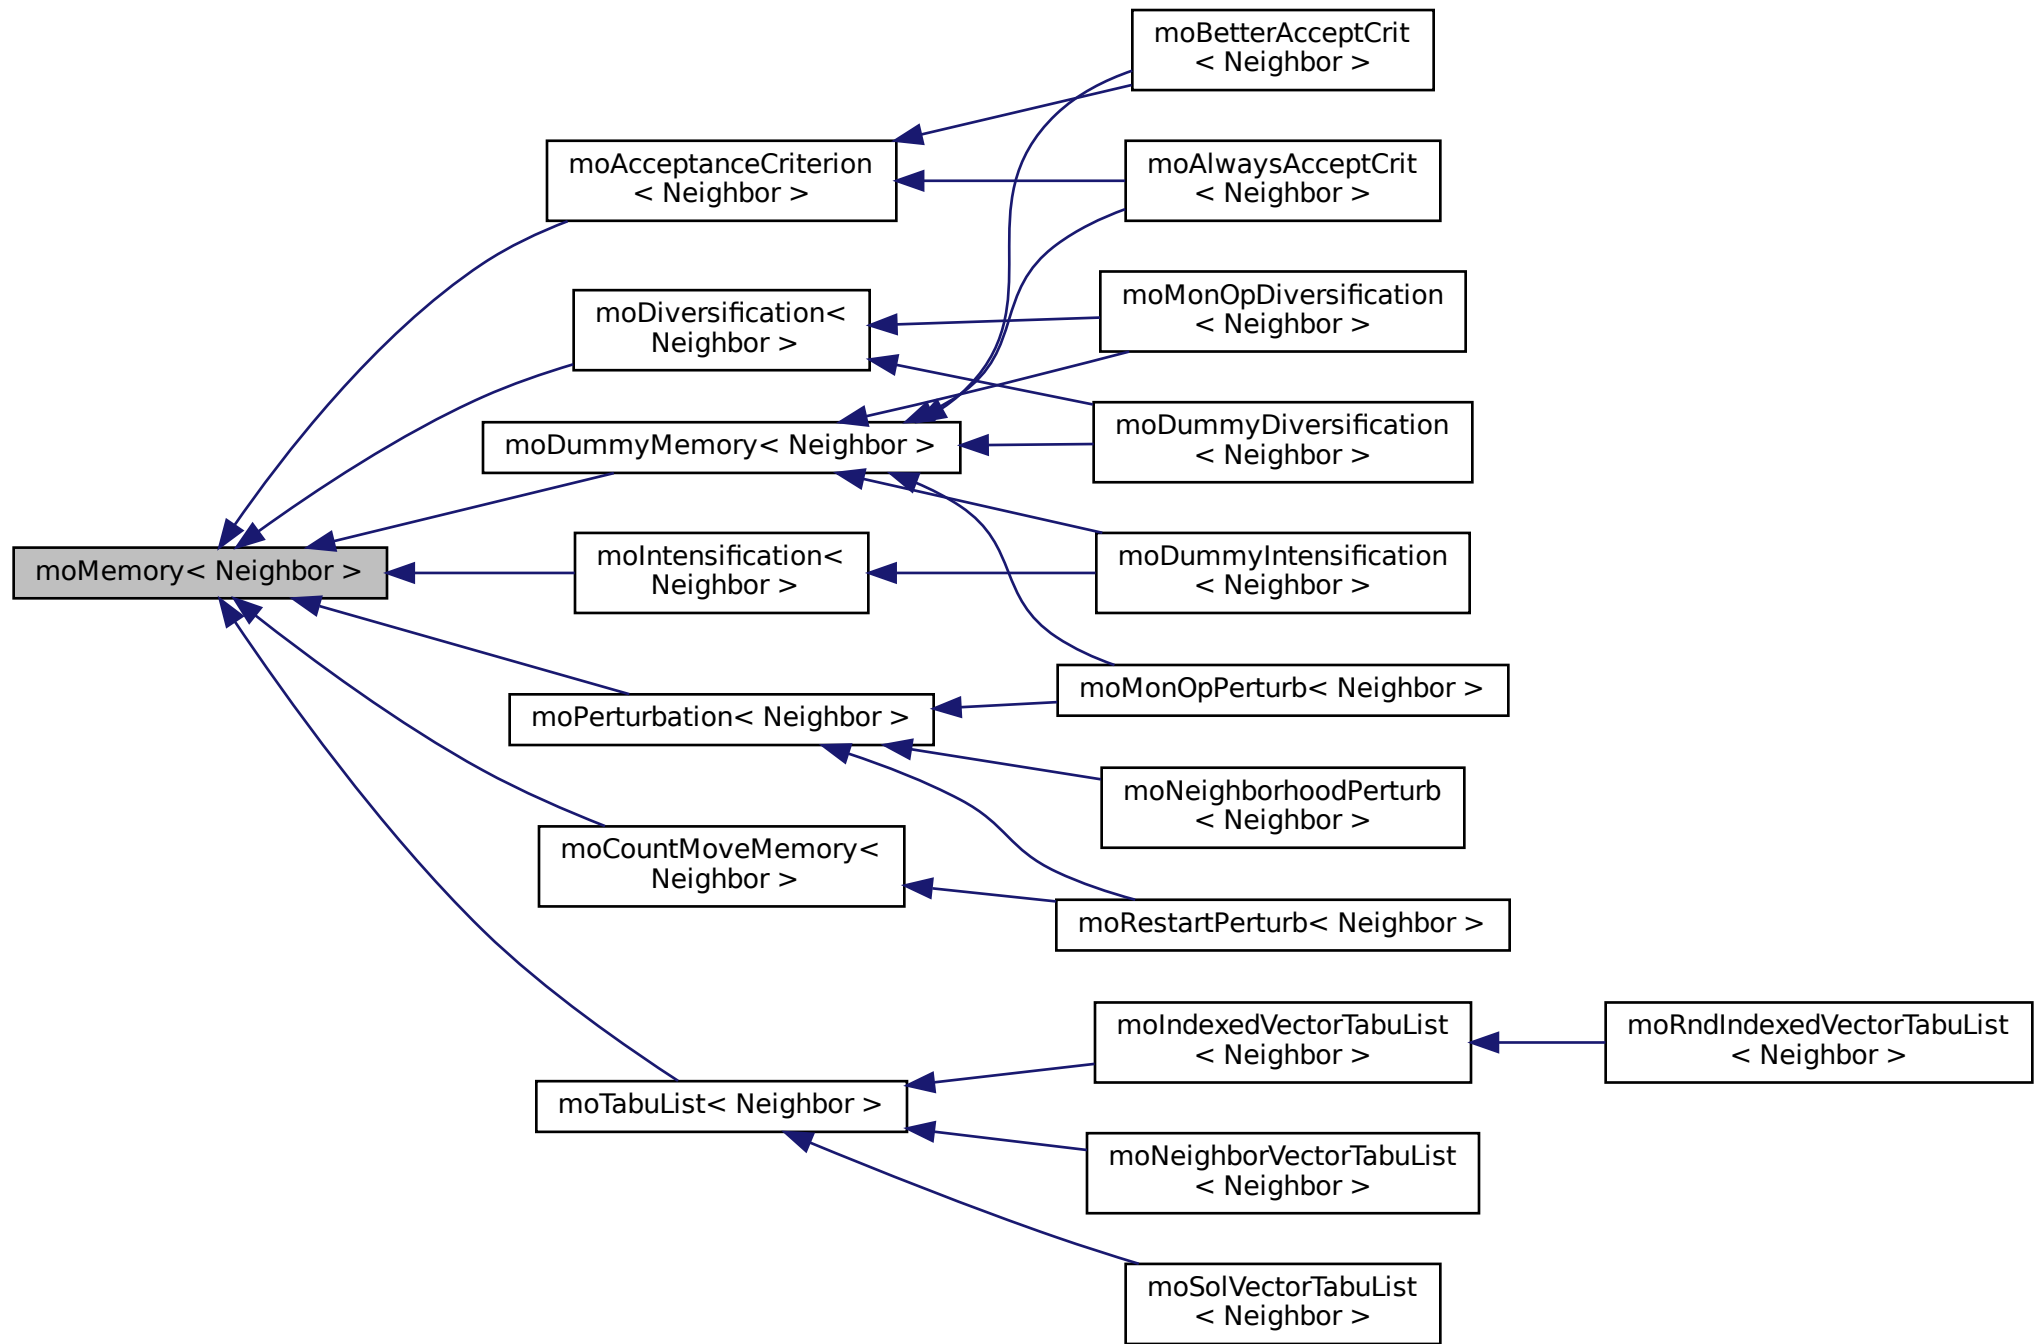 moMemory< Neighbor >
moAcceptanceCriterion
< Neighbor >
moDiversification<
Neighbor >
moDummyMemory< Neighbor >
moIntensification<
Neighbor >
moPerturbation< Neighbor >
moCountMoveMemory<
Neighbor >
moTabuList< Neighbor >
moBetterAcceptCrit
< Neighbor >
moAlwaysAcceptCrit
< Neighbor >
moMonOpDiversification
< Neighbor >
moDummyDiversification
< Neighbor >
moDummyIntensification
< Neighbor >
moMonOpPerturb< Neighbor >
moNeighborhoodPerturb
< Neighbor >
moRestartPerturb< Neighbor >
moIndexedVectorTabuList
< Neighbor >
moNeighborVectorTabuList
< Neighbor >
moSolVectorTabuList
< Neighbor >
moRndIndexedVectorTabuList
< Neighbor >